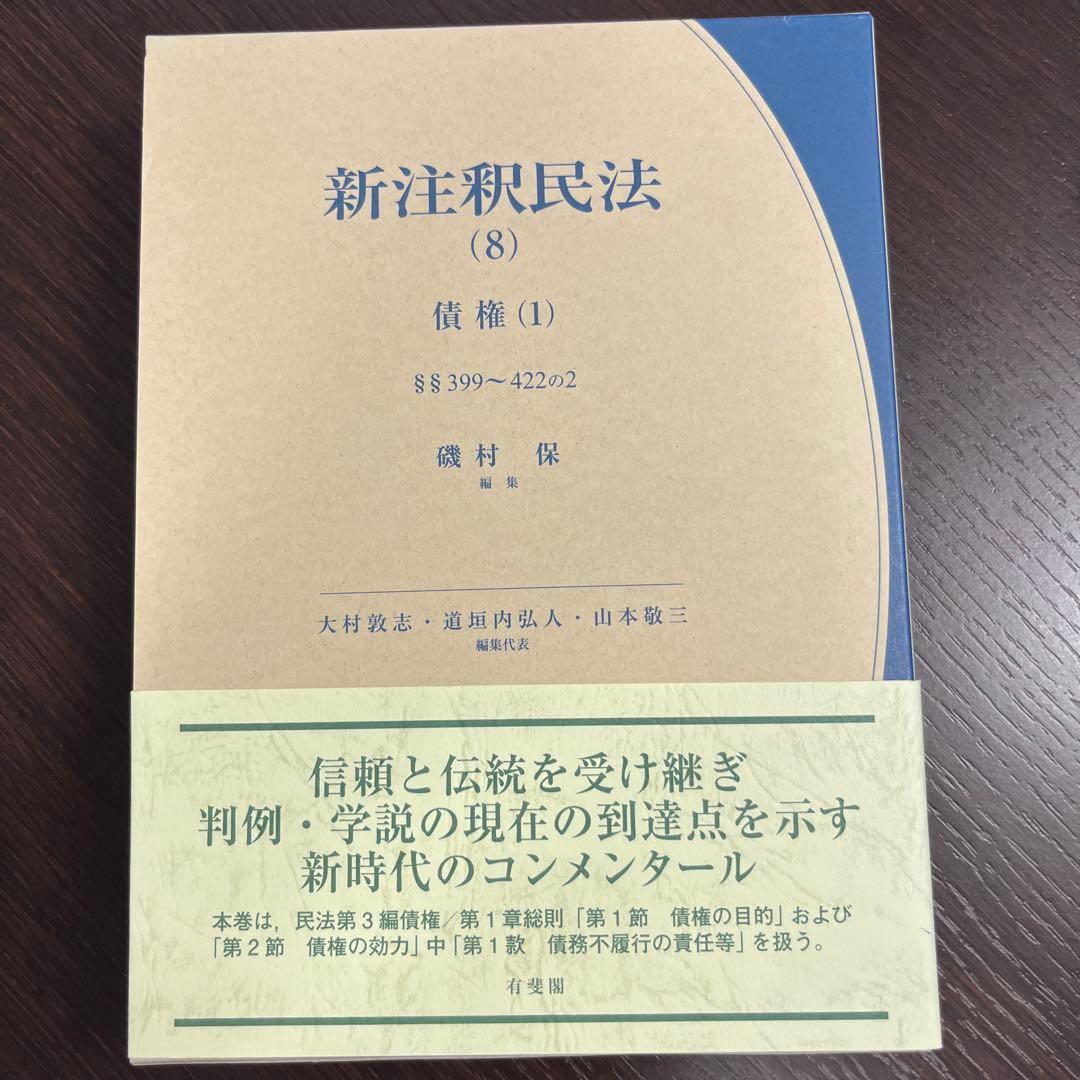 新注釈民法
(8)
債権(1)
§§399～422の2
磯村 保
編集
大村敦志・道垣内弘人・山本敬三
編集代表
信頼と伝統を受け継ぎ
判例・学説の現在の到達点を示す
新時代のコンメンタール
本巻は，民法第3編債権／第1章総則「第1節　債権の目的」および
「第2節　債権の効力」中「第1款　債務不履行の責任等」を扱う。
有斐閣